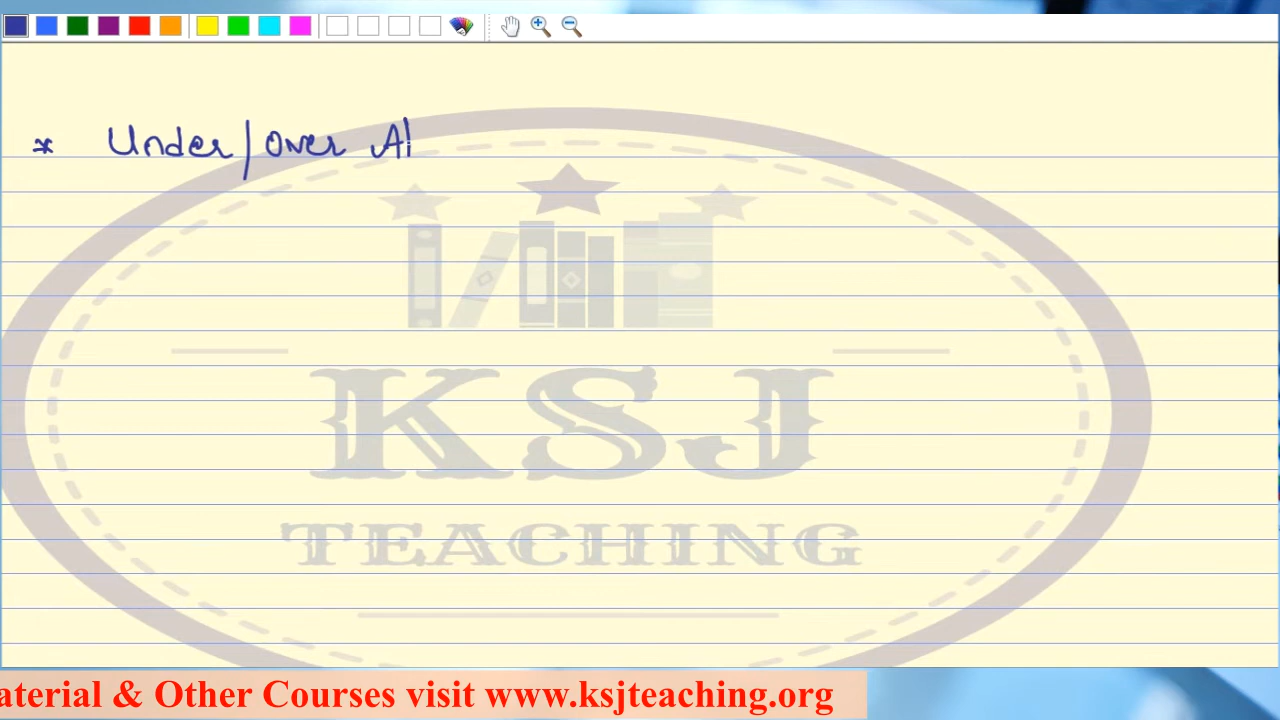 * Under/Over Al
KSJ
TEACHING
aterial & Other Courses visit www.ksjteaching.org